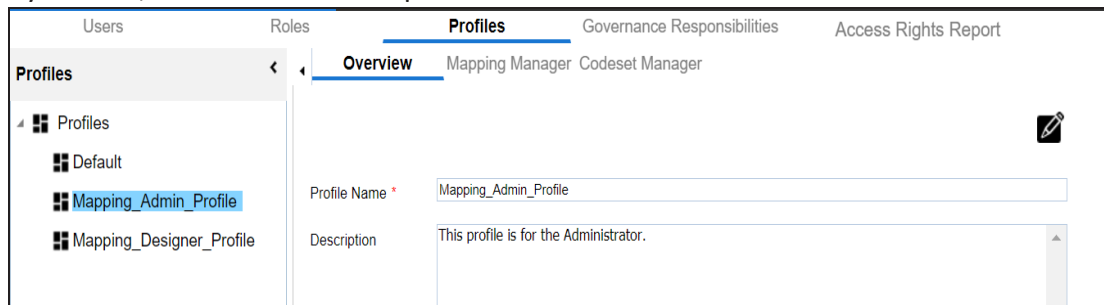 Users Roles Profiles Governance Responsibilities Access Rights Report
Profiles Overview Mapping Manager Codeset Manager
Profiles
Default
Mapping_Admin_Profile
Mapping_Designer_Profile
Profile Name * Mapping_Admin_Profile
Description This profile is for the Administrator.